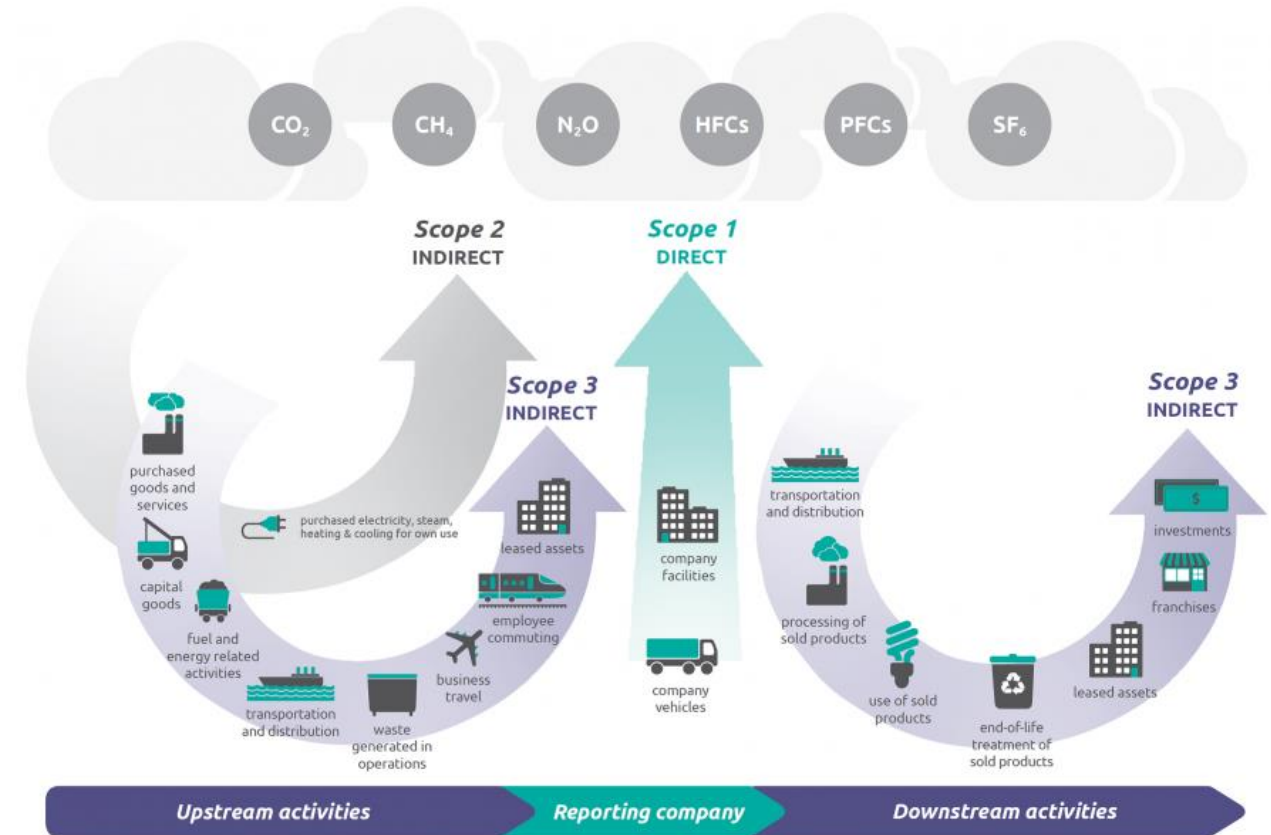 CO₂
CH₄
N₂O
HFCs
PFCs
SF₆
Scope 2
INDIRECT
Scope 1
DIRECT
Scope 3
INDIRECT
Scope 3
INDIRECT
purchased
goods and
services
capital
goods
fuel and
energy related
activities
transportation
and distribution
waste
generated in
operations
business
travel
employee
commuting
leased assets
purchased electricity, steam,
heating & cooling for own use
company
facilities
company
vehicles
transportation
and distribution
processing of
sold products
use of sold
products
end-of-life
treatment of
sold products
leased assets
franchises
investments
$
Upstream activities
Reporting company
Downstream activities